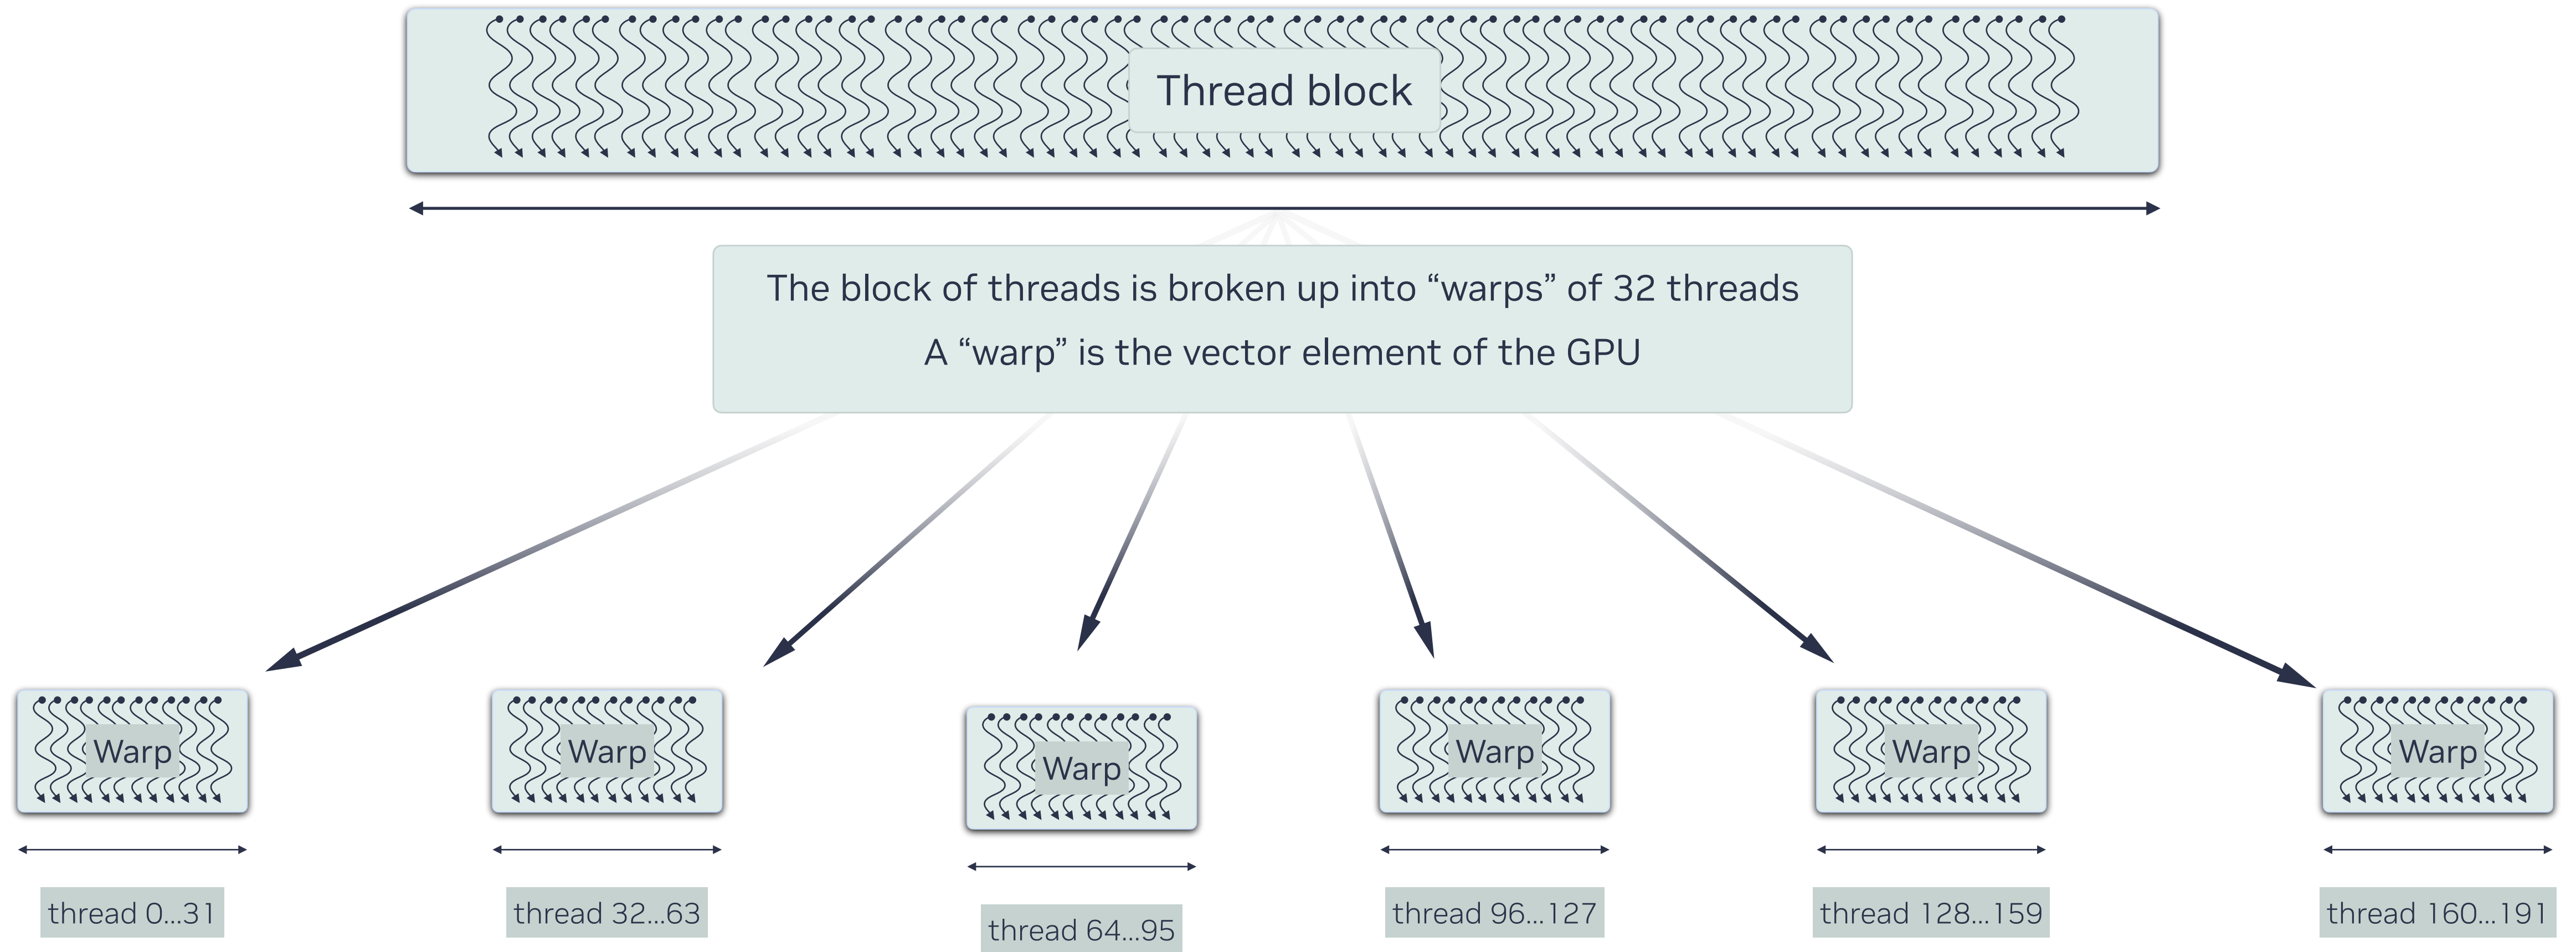 Thread block
The block of threads is broken up into “warps” of 32 threads
A “warp” is the vector element of the GPU
Warp
Warp
Warp
Warp
Warp
Warp
thread 0...31
thread 32...63
thread 64...95
thread 96...127
thread 128...159
thread 160...191